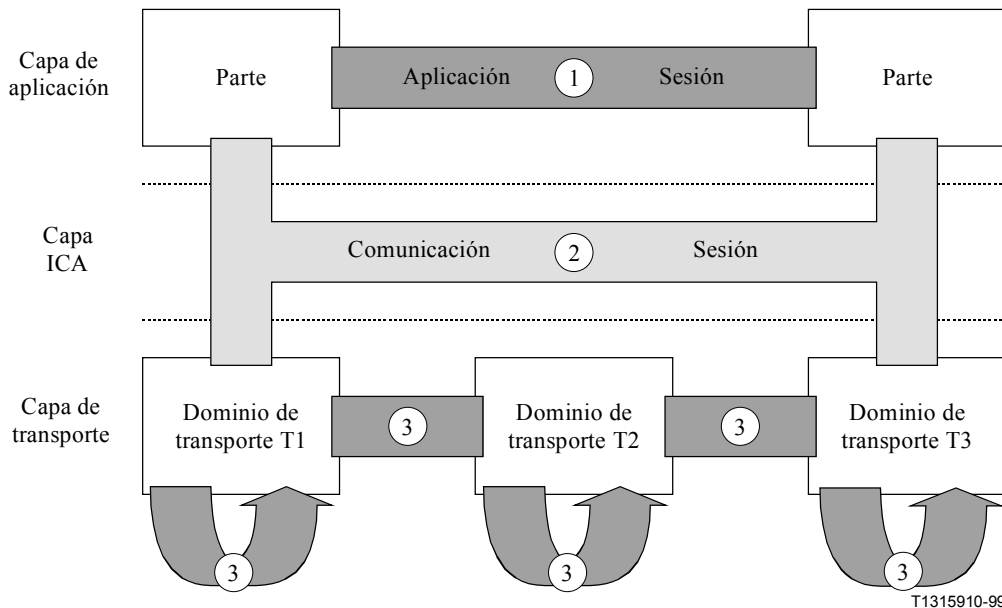 Capa de
aplicación
Parte
Aplicación 1 Sesión
Parte
Capa
ICA
Comunicación 2 Sesión
Capa de
transporte
Dominio de
transporte T1
3
Dominio de
transporte T2
3
Dominio de
transporte T3
3
3
3
T1315910-99